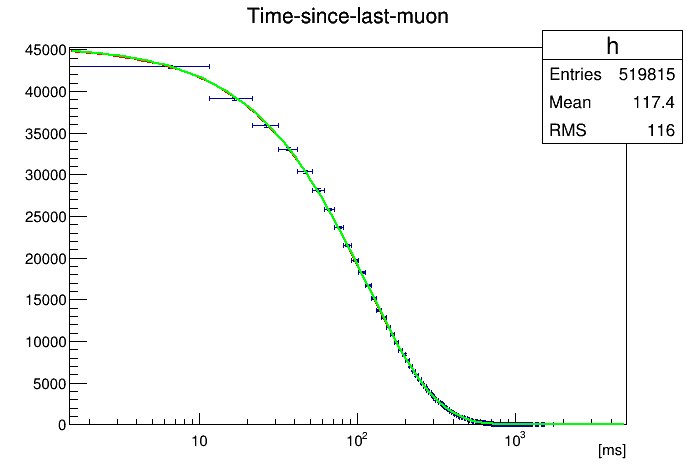 Time-since-last-muon
h
Entries 519815
Mean 117.4
RMS 116
45000
40000
35000
30000
25000
20000
15000
10000
5000
0
10 10² 10³
[ms]